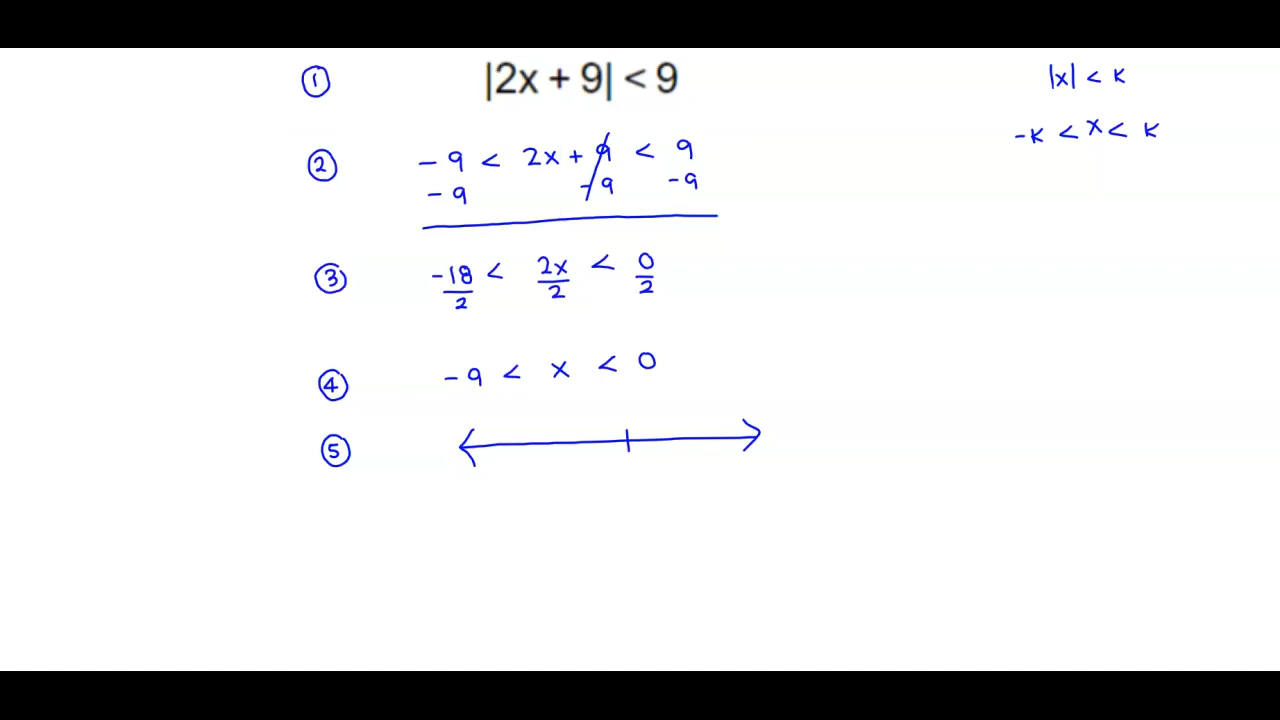 ① |2x + 9| < 9
|x| < K
-K < x < K
② -9 < 2x + 9 < 9
-9 -9 -9
③ -18/2 < 2x/2 < 0/2
④ -9 < x < 0
⑤